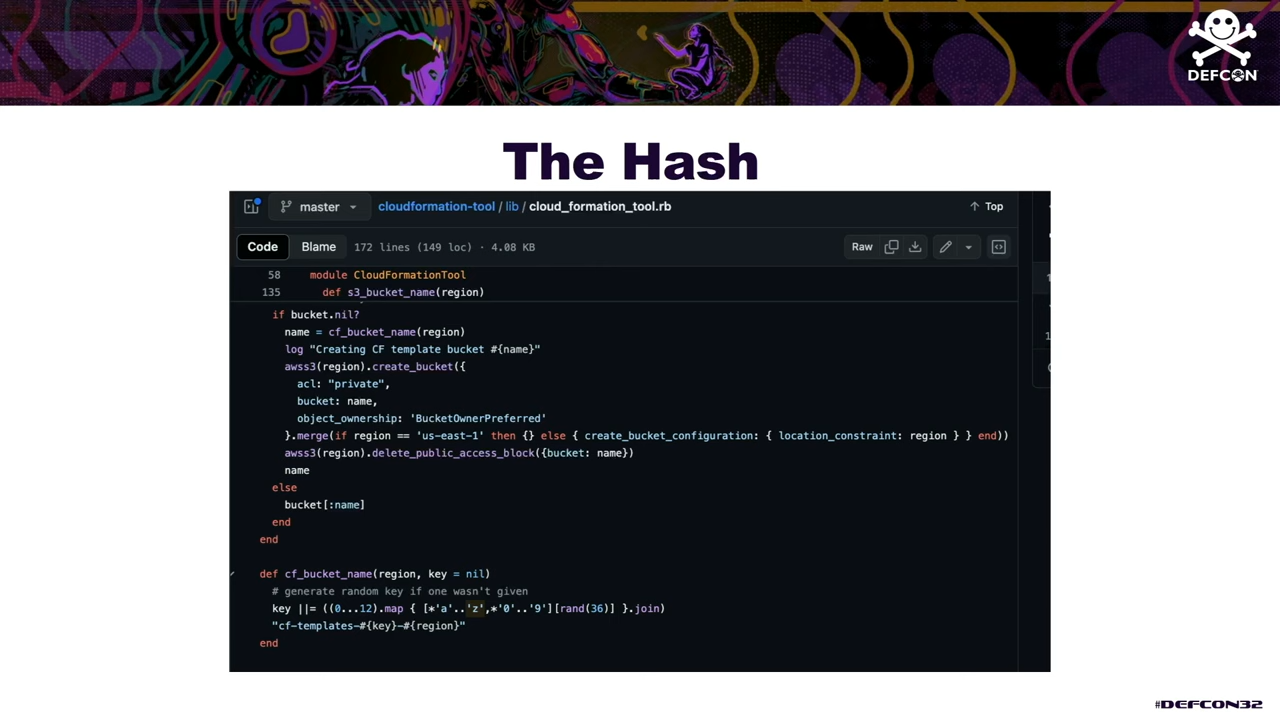 DEFCON
The Hash
master
cloudformation-tool / lib / cloud_formation_tool.rb
Top
Code
Blame
172 lines (149 loc) · 4.08 KB
Raw
58 module CloudFormationTool
135 def s3_bucket_name(region)
if bucket.nil?
name = cf_bucket_name(region)
log "Creating CF template bucket #{name}"
awss3(region).create_bucket({
acl: "private",
bucket: name,
object_ownership: 'BucketOwnerPreferred'
}.merge(if region == 'us-east-1' then {} else { create_bucket_configuration: { location_constraint: region } } end))
awss3(region).delete_public_access_block({bucket: name})
name
else
bucket[:name]
end
end
def cf_bucket_name(region, key = nil)
# generate random key if one wasn't given
key ||= ((0...12).map { [*'a'..'z',*'0'..'9'][rand(36)] }.join)
"cf-templates-#{key}-#{region}"
end
#DEFCON32